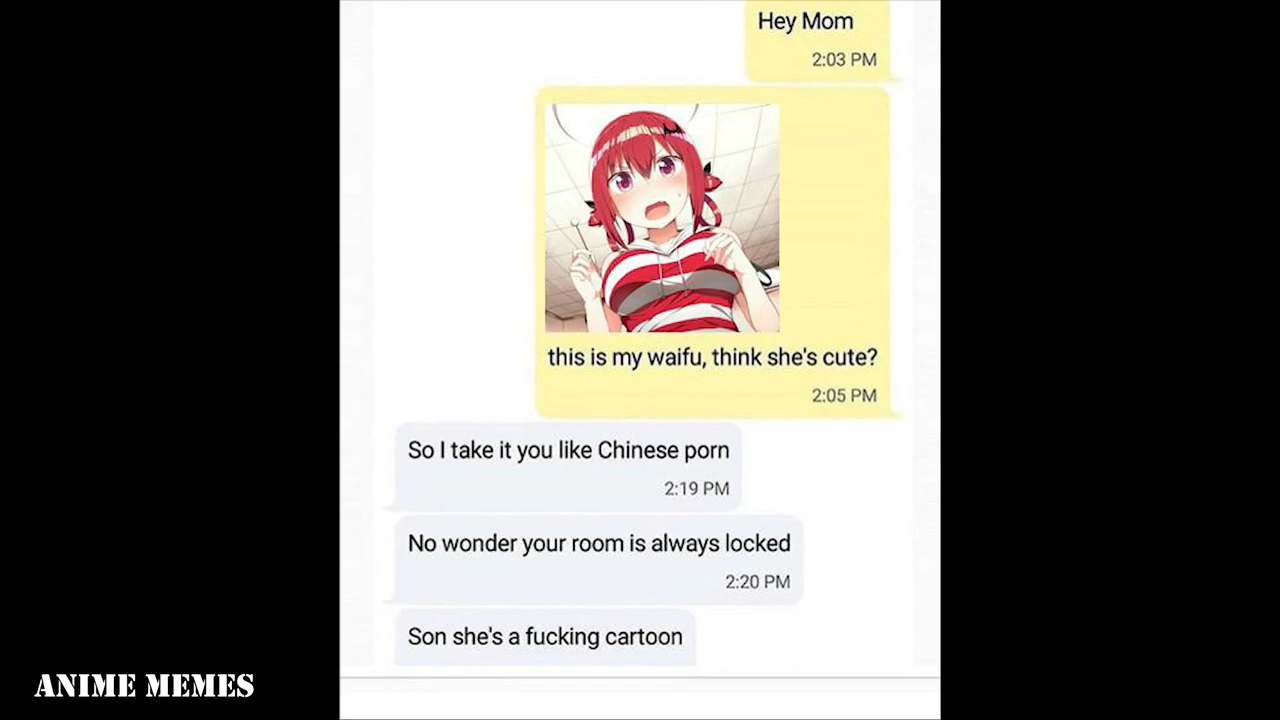 Hey Mom
2:03 PM
this is my waifu, think she's cute?
2:05 PM
So I take it you like Chinese porn
2:19 PM
No wonder your room is always locked
2:20 PM
Son she's a fucking cartoon
ANIME MEMES